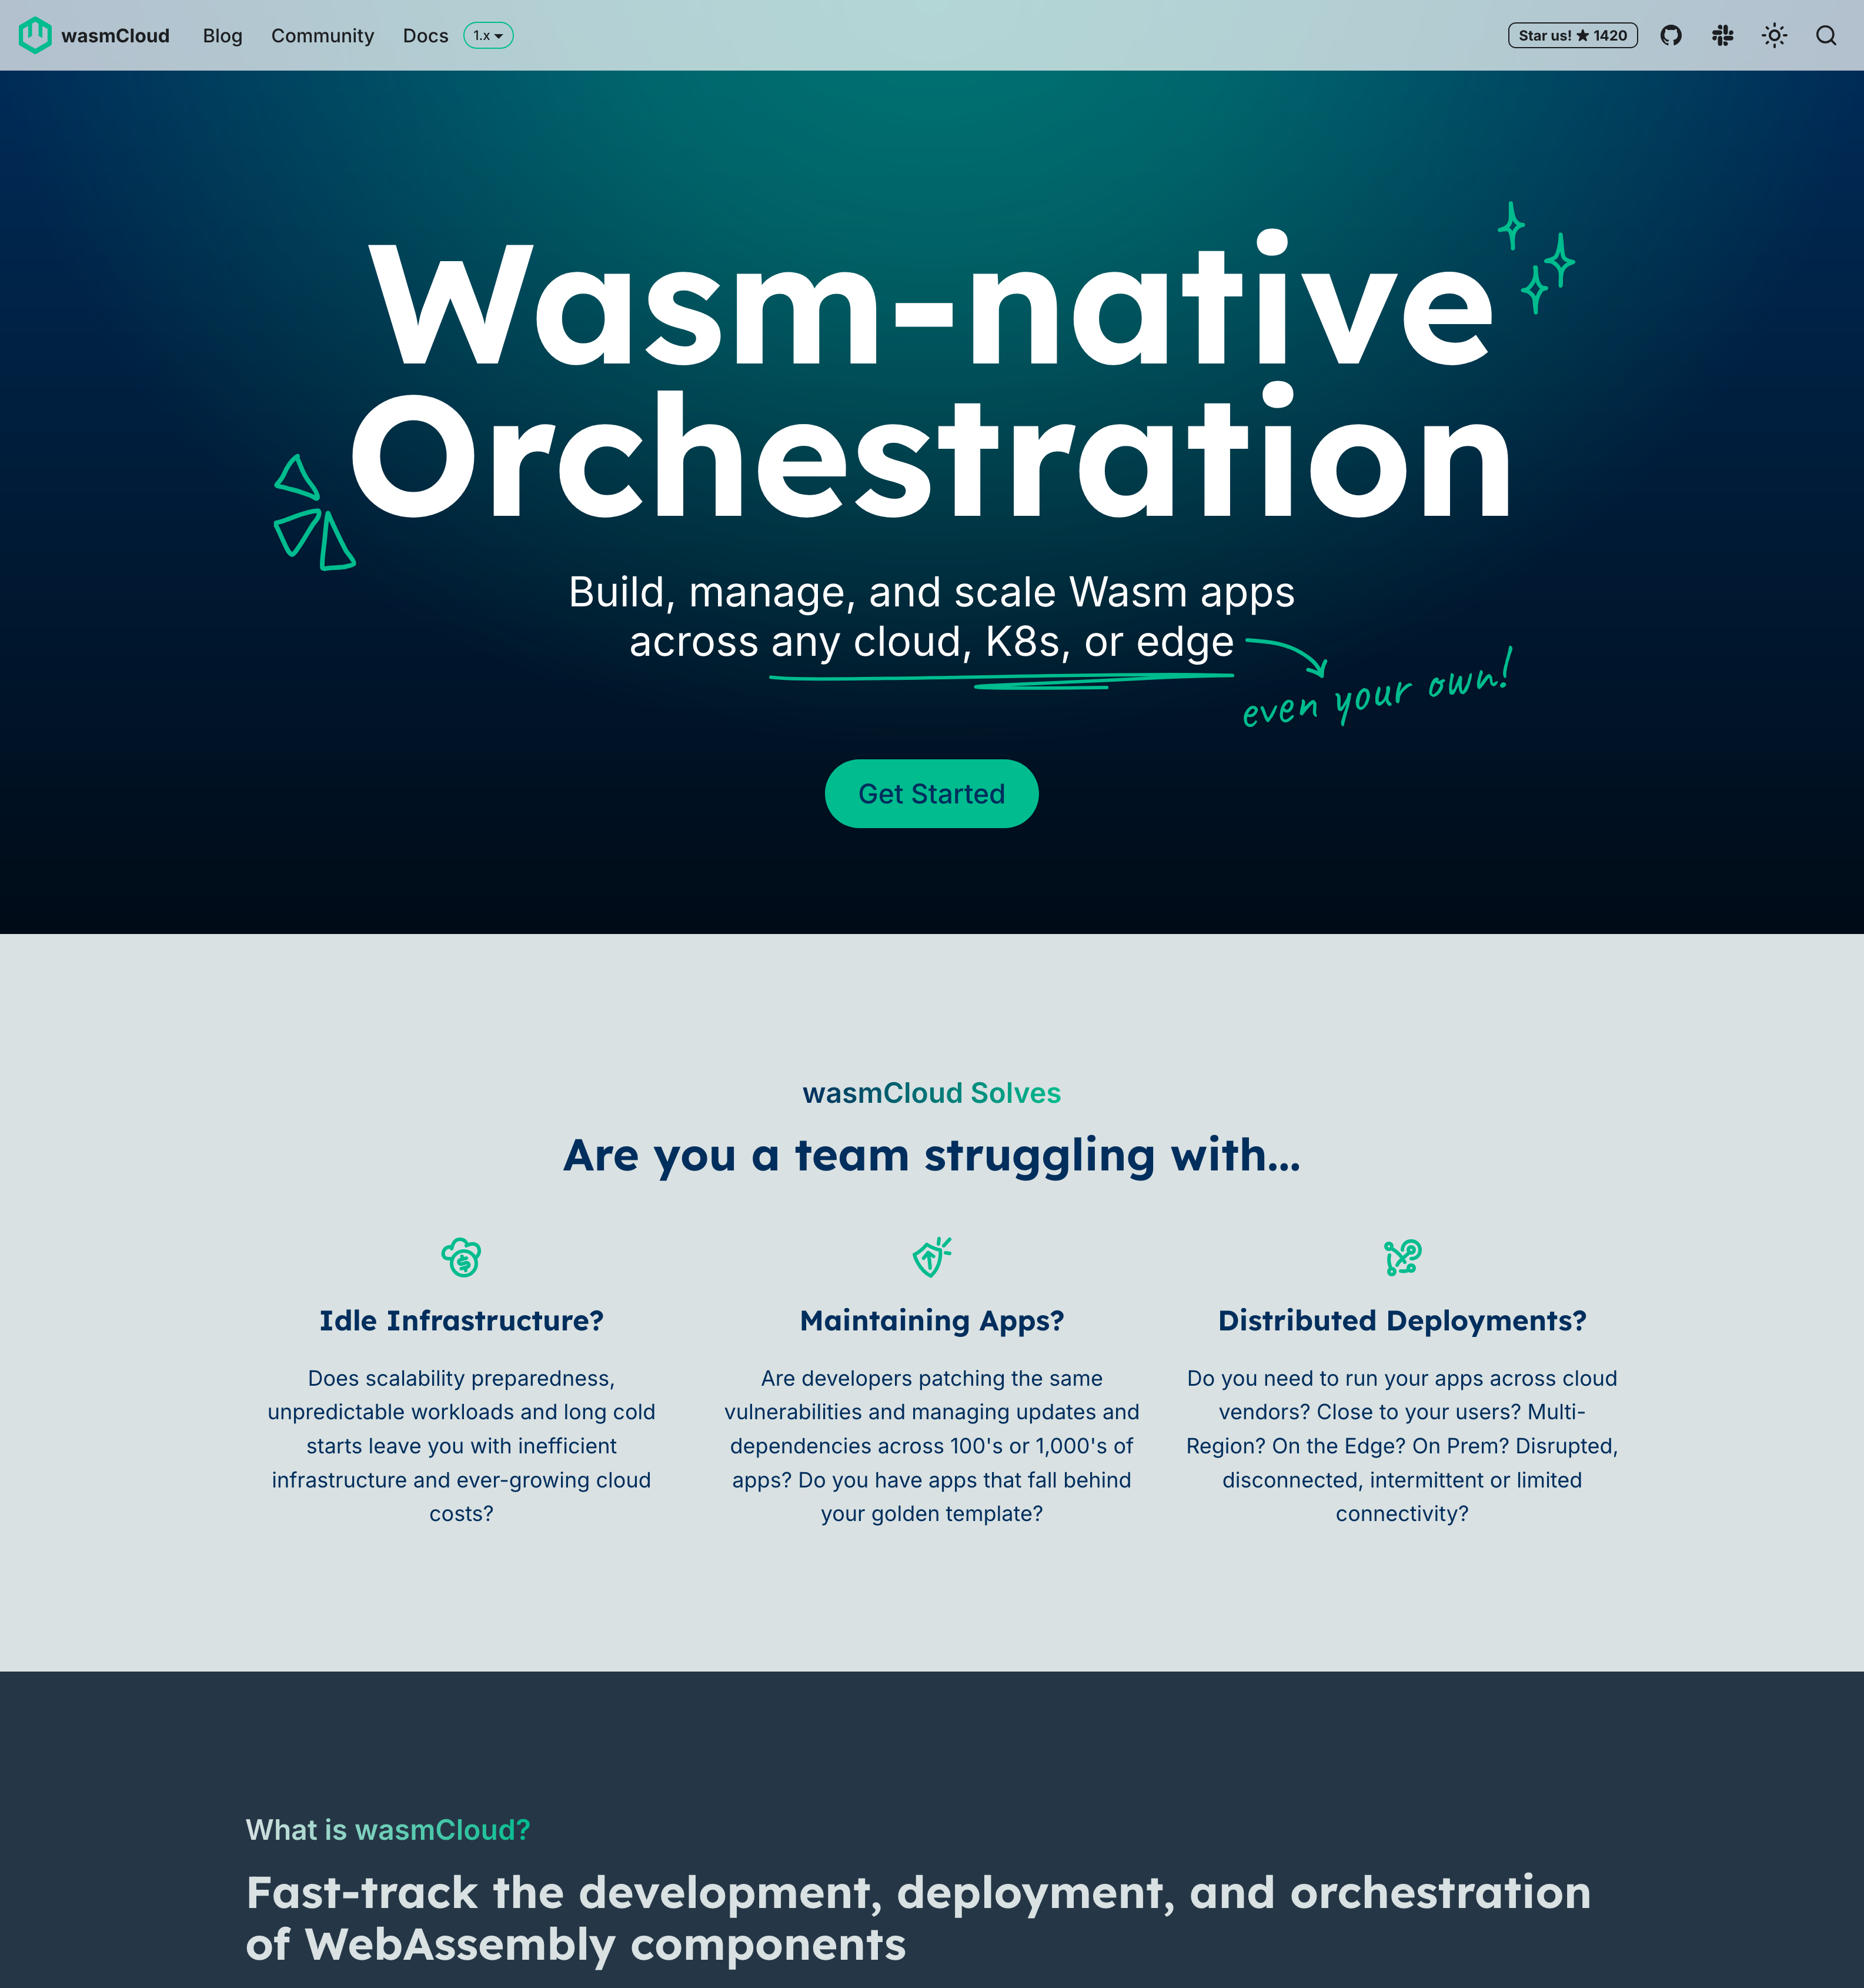 wasmCloud Blog Community Docs 1.x Star us! ★ 1420
Wasm-native
Orchestration
Build, manage, and scale Wasm apps
across any cloud, K8s, or edge
even your own!
Get Started
wasmCloud Solves
Are you a team struggling with...
Idle Infrastructure?
Does scalability preparedness,
unpredictable workloads and long cold
starts leave you with inefficient
infrastructure and ever-growing cloud
costs?
Maintaining Apps?
Are developers patching the same
vulnerabilities and managing updates and
dependencies across 100's or 1,000's of
apps? Do you have apps that fall behind
your golden template?
Distributed Deployments?
Do you need to run your apps across cloud
vendors? Close to your users? Multi-
Region? On the Edge? On Prem? Disrupted,
disconnected, intermittent or limited
connectivity?
What is wasmCloud?
Fast-track the development, deployment, and orchestration
of WebAssembly components